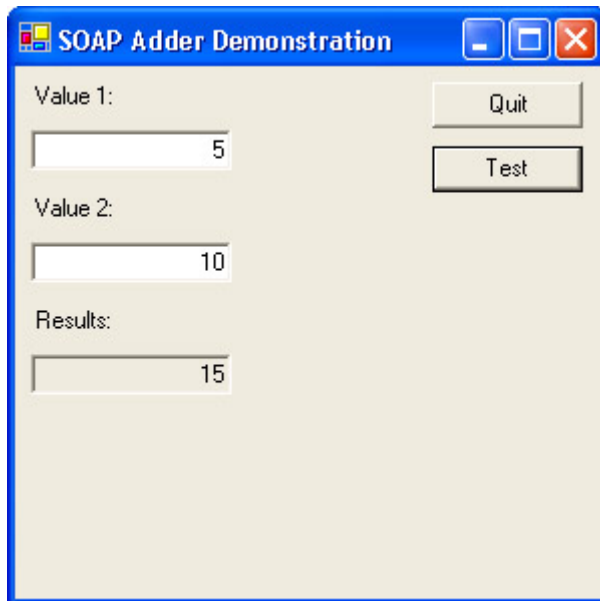 SOAP Adder Demonstration
Value 1:
Quit
5
Test
Value 2:
10
Results:
15